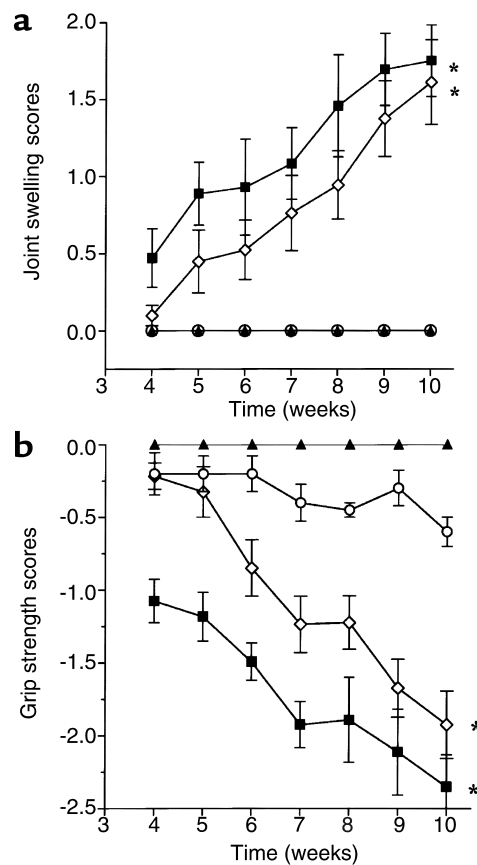 a
2.0
1.5
1.0
0.5
0.0
Joint swelling scores
*
*
3 4 5 6 7 8 9 10
Time (weeks)
b
0.0
-0.5
-1.0
-1.5
-2.0
-2.5
Grip strength scores
*
*
3 4 5 6 7 8 9 10
Time (weeks)